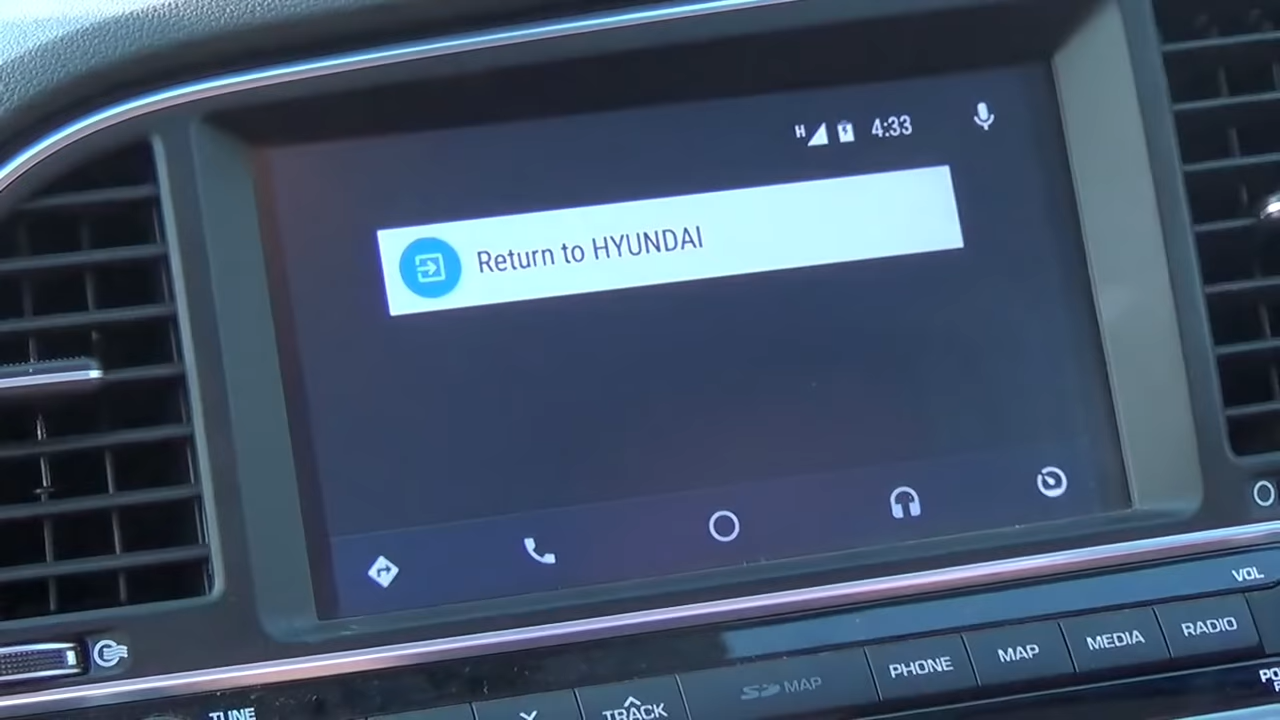 H 4:33
Return to HYUNDAI
VOL
PHONE MAP MEDIA RADIO
SD MAP
TRACK
TUNE